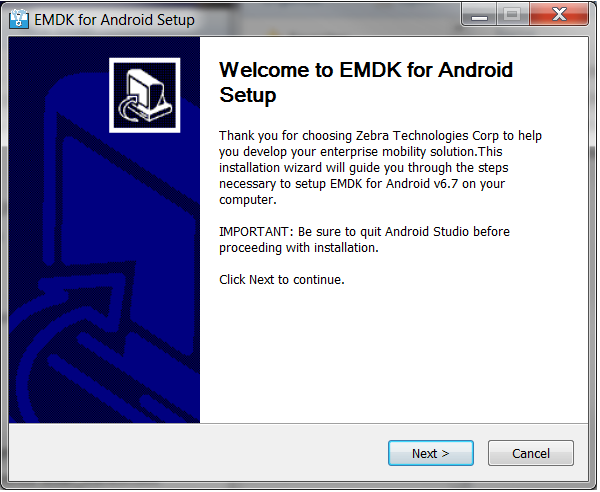 EMDK for Android Setup
Welcome to EMDK for Android
Setup
Thank you for choosing Zebra Technologies Corp to help
you develop your enterprise mobility solution.This
installation wizard will guide you through the steps
necessary to setup EMDK for Android v6.7 on your
computer.
IMPORTANT: Be sure to quit Android Studio before
proceeding with installation.
Click Next to continue.
Next >
Cancel